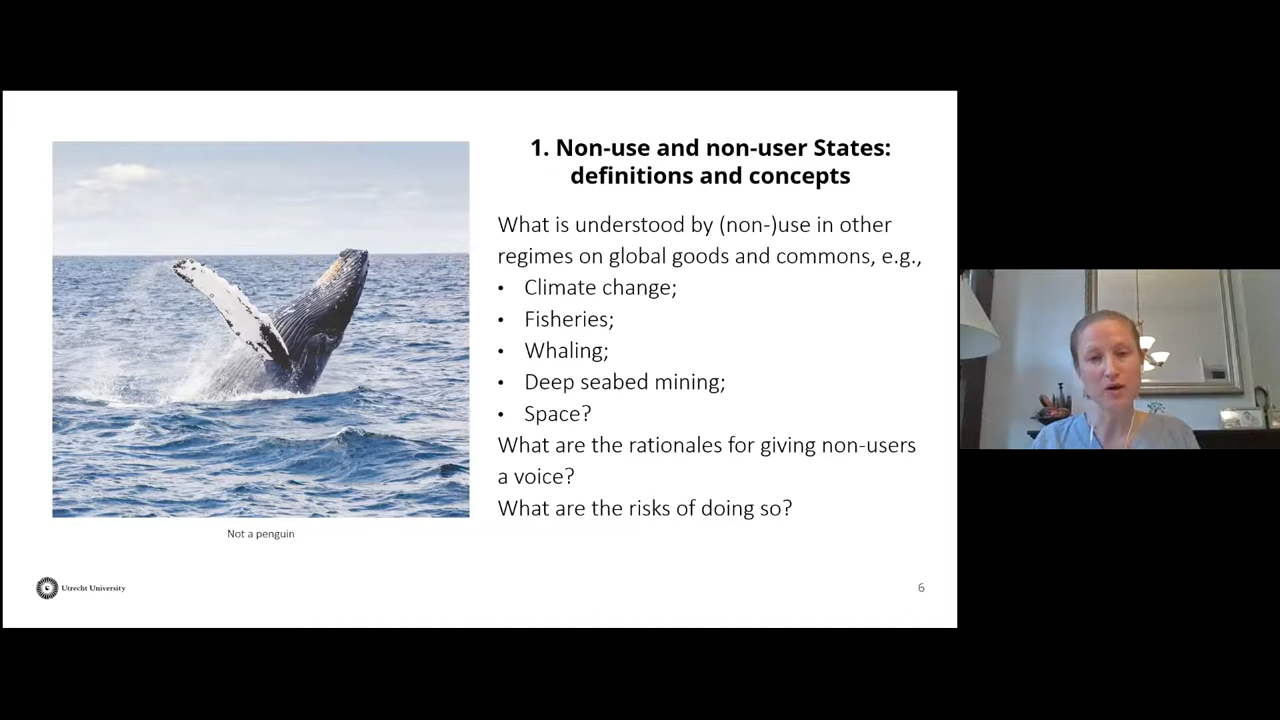 1. Non-use and non-user States:
definitions and concepts
What is understood by (non-)use in other
regimes on global goods and commons, e.g.,
• Climate change;
• Fisheries;
• Whaling;
• Deep seabed mining;
• Space?
What are the rationales for giving non-users
a voice?
What are the risks of doing so?
Not a penguin
Utrecht University
6